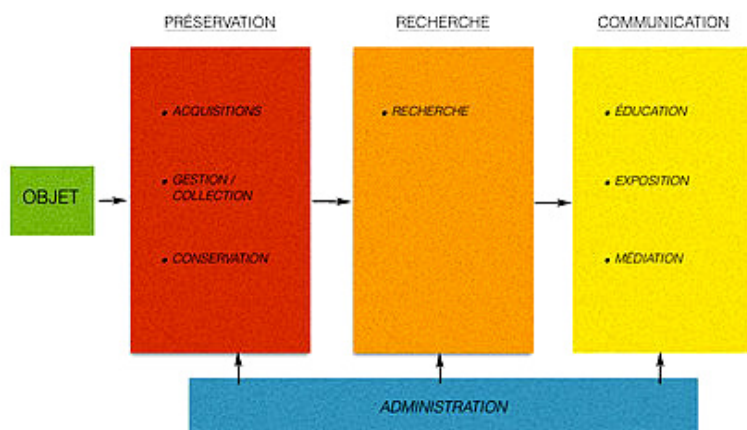 PRÉSERVATION
RECHERCHE
COMMUNICATION
• ACQUISITIONS
• RECHERCHE
• ÉDUCATION
OBJET
• GESTION /
COLLECTION
• EXPOSITION
• CONSERVATION
• MÉDIATION
ADMINISTRATION